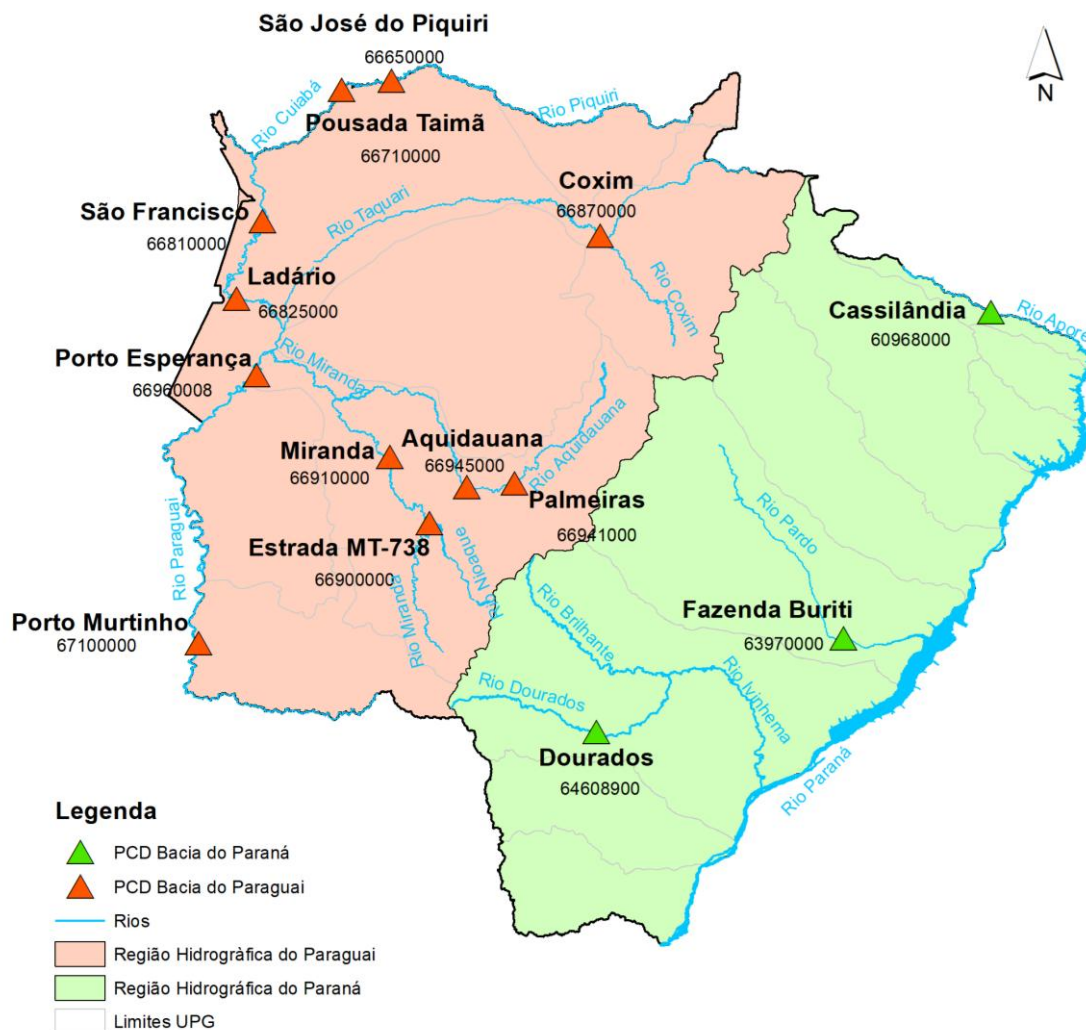 São José do Piquiri
66650000
N
Rio Cuiabá
Rio Piquiri
Pousada Taimã
66710000
Coxim
66870000
São Francisco
66810000
Rio Taquari
Rio Coxim
Ladário
66825000
Cassilândia
60968000
Rio Aporé
Porto Esperança
66960008
Rio Miranda
Aquidauana
66945000
Miranda
66910000
Rio Aquidauana
Palmeiras
66941000
Rio Pardo
Estrada MT-738
66900000
Rio Nioaque
Rio Miranda
Rio Paraguai
Rio Brilhante
Fazenda Buriti
63970000
Porto Murtinho
67100000
Rio Ivinhema
Rio Dourados
Dourados
64608900
Rio Paraná
Legenda
PCD Bacia do Paraná
PCD Bacia do Paraguai
Rios
Região Hidrogràfica do Paraguai
Região Hidrográfica do Paraná
Limites UPG